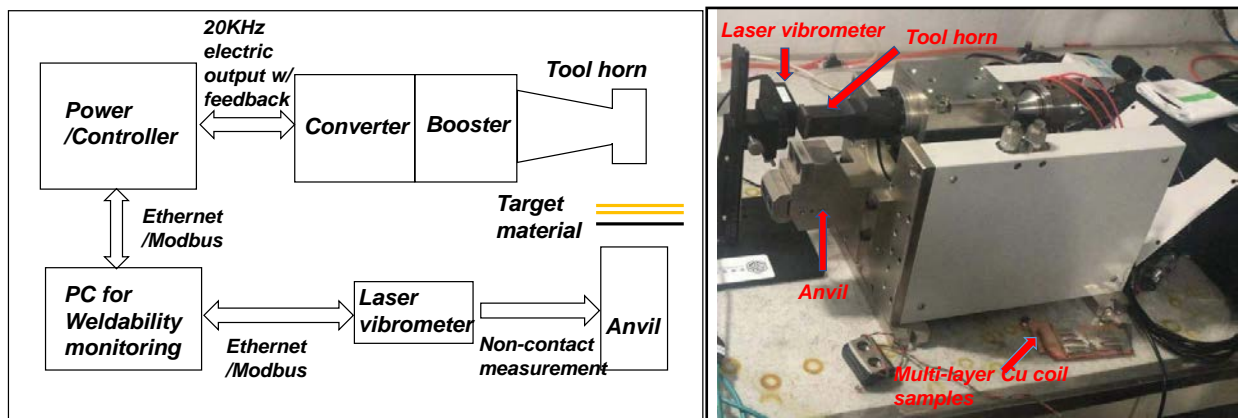 20KHz
electric
output w/
feedback
Tool horn
Power
/Controller
Converter
Booster
Ethernet
/Modbus
Target
material
PC for
Weldability
monitoring
Laser
vibrometer
Anvil
Ethernet
/Modbus
Non-contact
measurement
Laser vibrometer
Tool horn
Anvil
Multi-layer Cu coil
samples